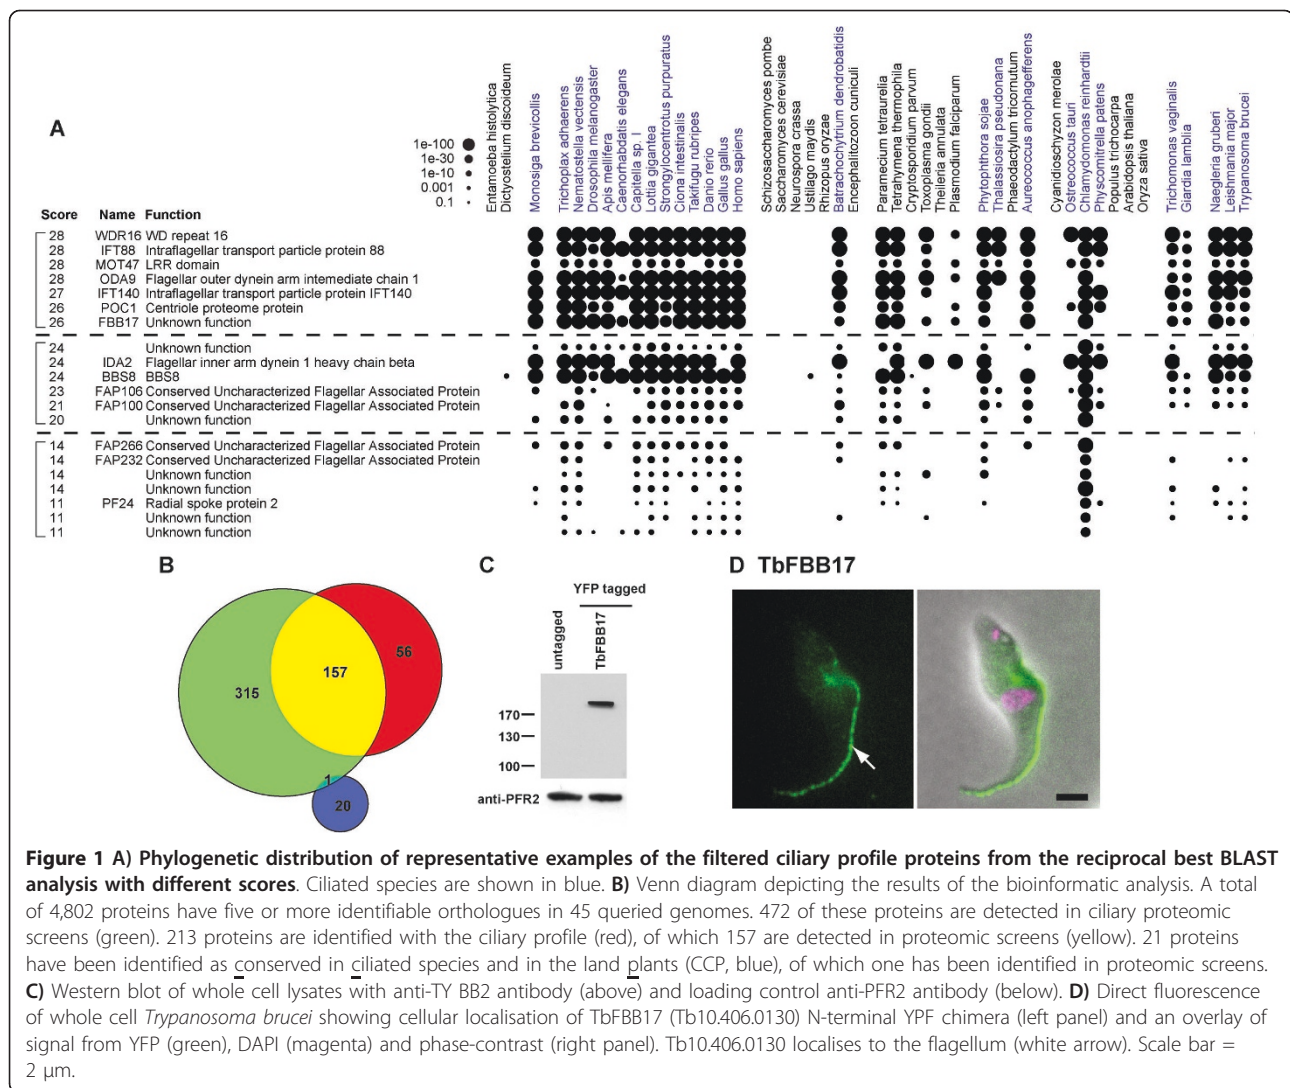 A
1e-100
1e-30
1e-10
0.001
0.1
Entamoeba histolytica
Dictyostelium discoideum
Monosiga brevicollis
Trichoplax adhaerens
Nematostella vectensis
Drosophila melanogaster
Apis mellifera
Caenorhabdatis elegans
Capitella sp. I
Lottia gigantea
Strongylocentrotus purpuratus
Ciona intestinalis
Takifugu rubripes
Danio rerio
Gallus gallus
Homo sapiens
Schizosaccharomyces pombe
Saccharomyces cerevisiae
Neurospora crassa
Ustilago maydis
Rhizopus oryzae
Batrachochytrium dendrobatidis
Encephalitozoon cuniculi
Paramecium tetraurelia
Tetrahymena thermophila
Cryptosporidium parvum
Toxoplasma gondii
Theileria annulata
Plasmodium falciparum
Phytophthora sojae
Thalassiosira pseudonana
Phaeodactylum tricornutum
Aureococcus anophagefferens
Cyanidioschyzon merolae
Ostreococcus tauri
Chlamydomonas reinhardtii
Physcomitrella patens
Populus trichocarpa
Arabidopsis thaliana
Oryza sativa
Trichomonas vaginalis
Giardia lamblia
Naegleria gruberi
Leishmania major
Trypanosoma brucei
Score Name Function
28 WDR16 WD repeat 16
28 IFT88 Intraflagellar transport particle protein 88
28 MOT47 LRR domain
28 ODA9 Flagellar outer dynein arm intemediate chain 1
27 IFT140 Intraflagellar transport particle protein IFT140
26 POC1 Centriole proteome protein
26 FBB17 Unknown function
24 Unknown function
24 IDA2 Flagellar inner arm dynein 1 heavy chain beta
24 BBS8 BBS8
23 FAP106 Conserved Uncharacterized Flagellar Associated Protein
21 FAP100 Conserved Uncharacterized Flagellar Associated Protein
20 Unknown function
14 FAP266 Conserved Uncharacterized Flagellar Associated Protein
14 FAP232 Conserved Uncharacterized Flagellar Associated Protein
14 Unknown function
14 Unknown function
11 PF24 Radial spoke protein 2
11 Unknown function
11 Unknown function
B
315
157
56
1
20
C
YFP tagged
untagged
TbFBB17
170
130
100
anti-PFR2
D TbFBB17
Figure 1 A) Phylogenetic distribution of representative examples of the filtered ciliary profile proteins from the reciprocal best BLAST
analysis with different scores. Ciliated species are shown in blue. B) Venn diagram depicting the results of the bioinformatic analysis. A total
of 4,802 proteins have five or more identifiable orthologues in 45 queried genomes. 472 of these proteins are detected in ciliary proteomic
screens (green). 213 proteins are identified with the ciliary profile (red), of which 157 are detected in proteomic screens (yellow). 21 proteins
have been identified as conserved in ciliated species and in the land plants (CCP, blue), of which one has been identified in proteomic screens.
C) Western blot of whole cell lysates with anti-TY BB2 antibody (above) and loading control anti-PFR2 antibody (below). D) Direct fluorescence
of whole cell Trypanosoma brucei showing cellular localisation of TbFBB17 (Tb10.406.0130) N-terminal YPF chimera (left panel) and an overlay of
signal from YFP (green), DAPI (magenta) and phase-contrast (right panel). Tb10.406.0130 localises to the flagellum (white arrow). Scale bar =
2 μm.